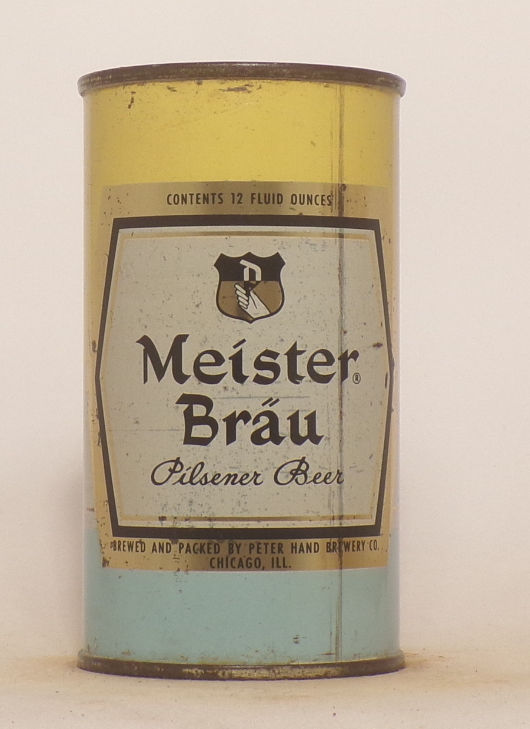 CONTENTS 12 FLUID OUNCES
Meister®
Bräu
Pilsener Beer
BREWED AND PACKED BY PETER HAND BREWERY CO.
CHICAGO, ILL.